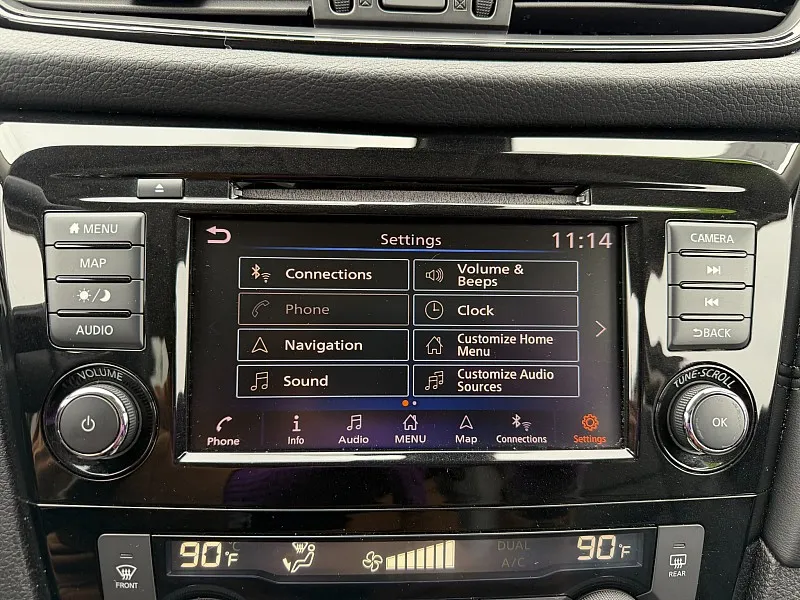 MENU
MAP
AUDIO
VOLUME
Settings
11:14
Connections
Volume &
Beeps
Phone
Clock
Navigation
Customize Home
Menu
Sound
Customize Audio
Sources
Phone
Info
Audio
MENU
Map
Connections
Settings
CAMERA
BACK
TUNE·SCROLL
OK
90°F
°C
DUAL
A/C
90°F
FRONT
REAR